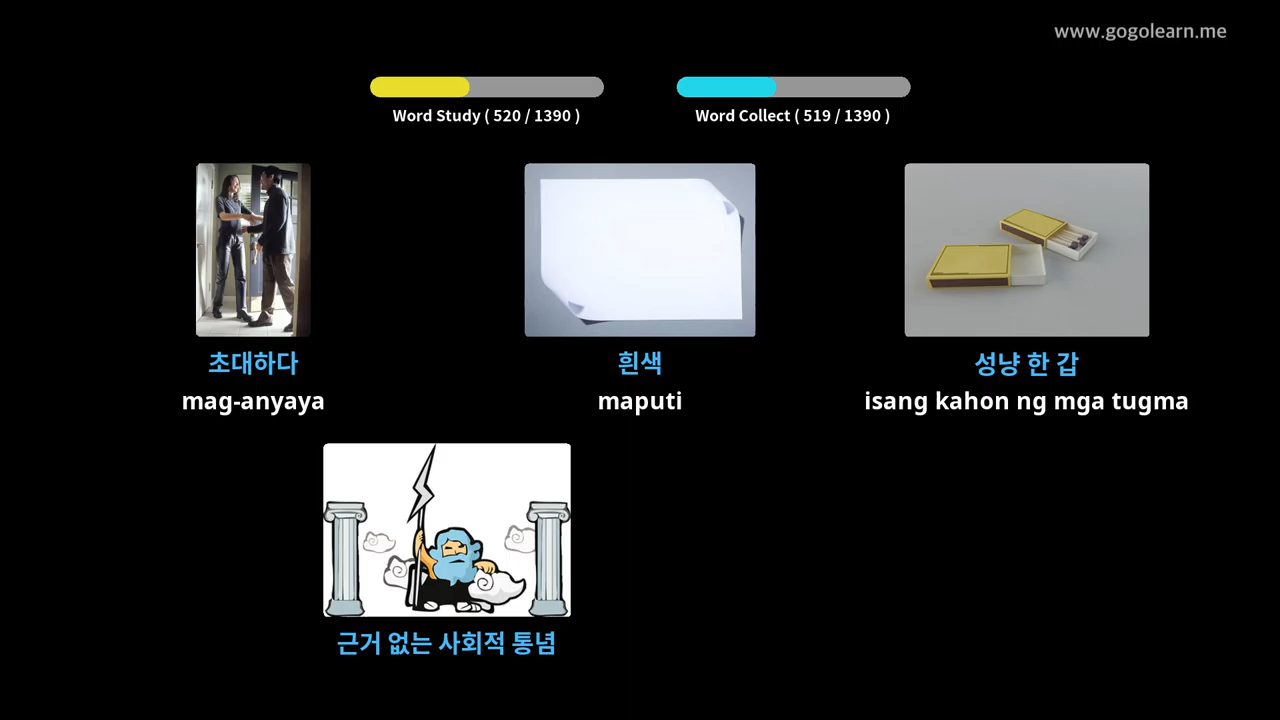 www.gogolearn.me
Word Study ( 520 / 1390 )
Word Collect ( 519 / 1390 )
초대하다
mag-anyaya
흰색
maputi
성냥 한 갑
isang kahon ng mga tugma
근거 없는 사회적 통념